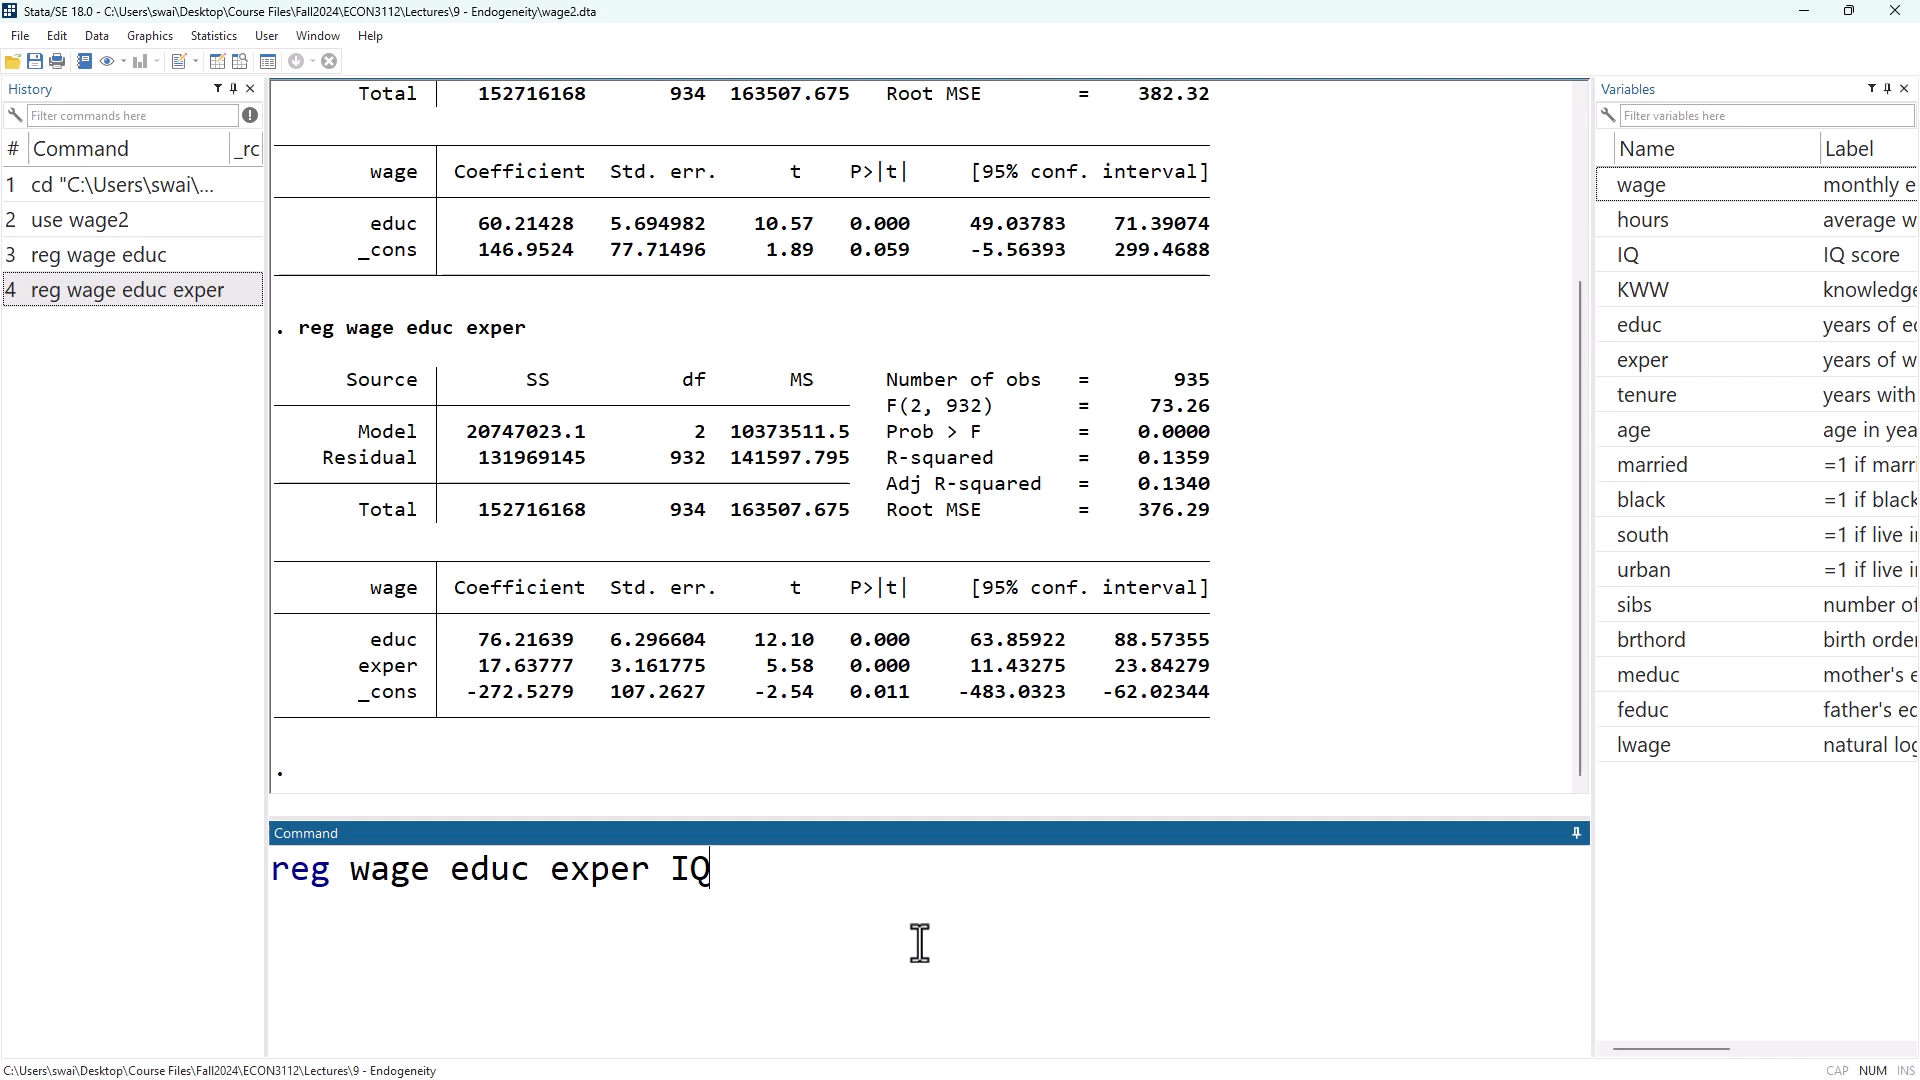 Stata/SE 18.0 - C:\Users\swai\Desktop\Course Files\Fall2024\ECON3112\Lectures\9 - Endogeneity\wage2.dta
File Edit Data Graphics Statistics User Window Help
History
Filter commands here
# Command _rc
1 cd "C:\Users\swai\...
2 use wage2
3 reg wage educ
4 reg wage educ exper
Total 152716168 934 163507.675 Root MSE = 382.32
wage Coefficient Std. err. t P>|t| [95% conf. interval]
educ 60.21428 5.694982 10.57 0.000 49.03783 71.39074
_cons 146.9524 77.71496 1.89 0.059 -5.56393 299.4688
. reg wage educ exper
Source SS df MS Number of obs = 935
F(2, 932) = 73.26
Model 20747023.1 2 10373511.5 Prob > F = 0.0000
Residual 131969145 932 141597.795 R-squared = 0.1359
Adj R-squared = 0.1340
Total 152716168 934 163507.675 Root MSE = 376.29
wage Coefficient Std. err. t P>|t| [95% conf. interval]
educ 76.21639 6.296604 12.10 0.000 63.85922 88.57355
exper 17.63777 3.161775 5.58 0.000 11.43275 23.84279
_cons -272.5279 107.2627 -2.54 0.011 -483.0323 -62.02344
.
Command
reg wage educ exper IQ
Variables
Filter variables here
Name Label
wage monthly e
hours average w
IQ IQ score
KWW knowledge
educ years of e
exper years of w
tenure years with
age age in yea
married =1 if marri
black =1 if black
south =1 if live i
urban =1 if live i
sibs number of
brthord birth order
meduc mother's e
feduc father's ed
lwage natural log
C:\Users\swai\Desktop\Course Files\Fall2024\ECON3112\Lectures\9 - Endogeneity
CAP NUM INS